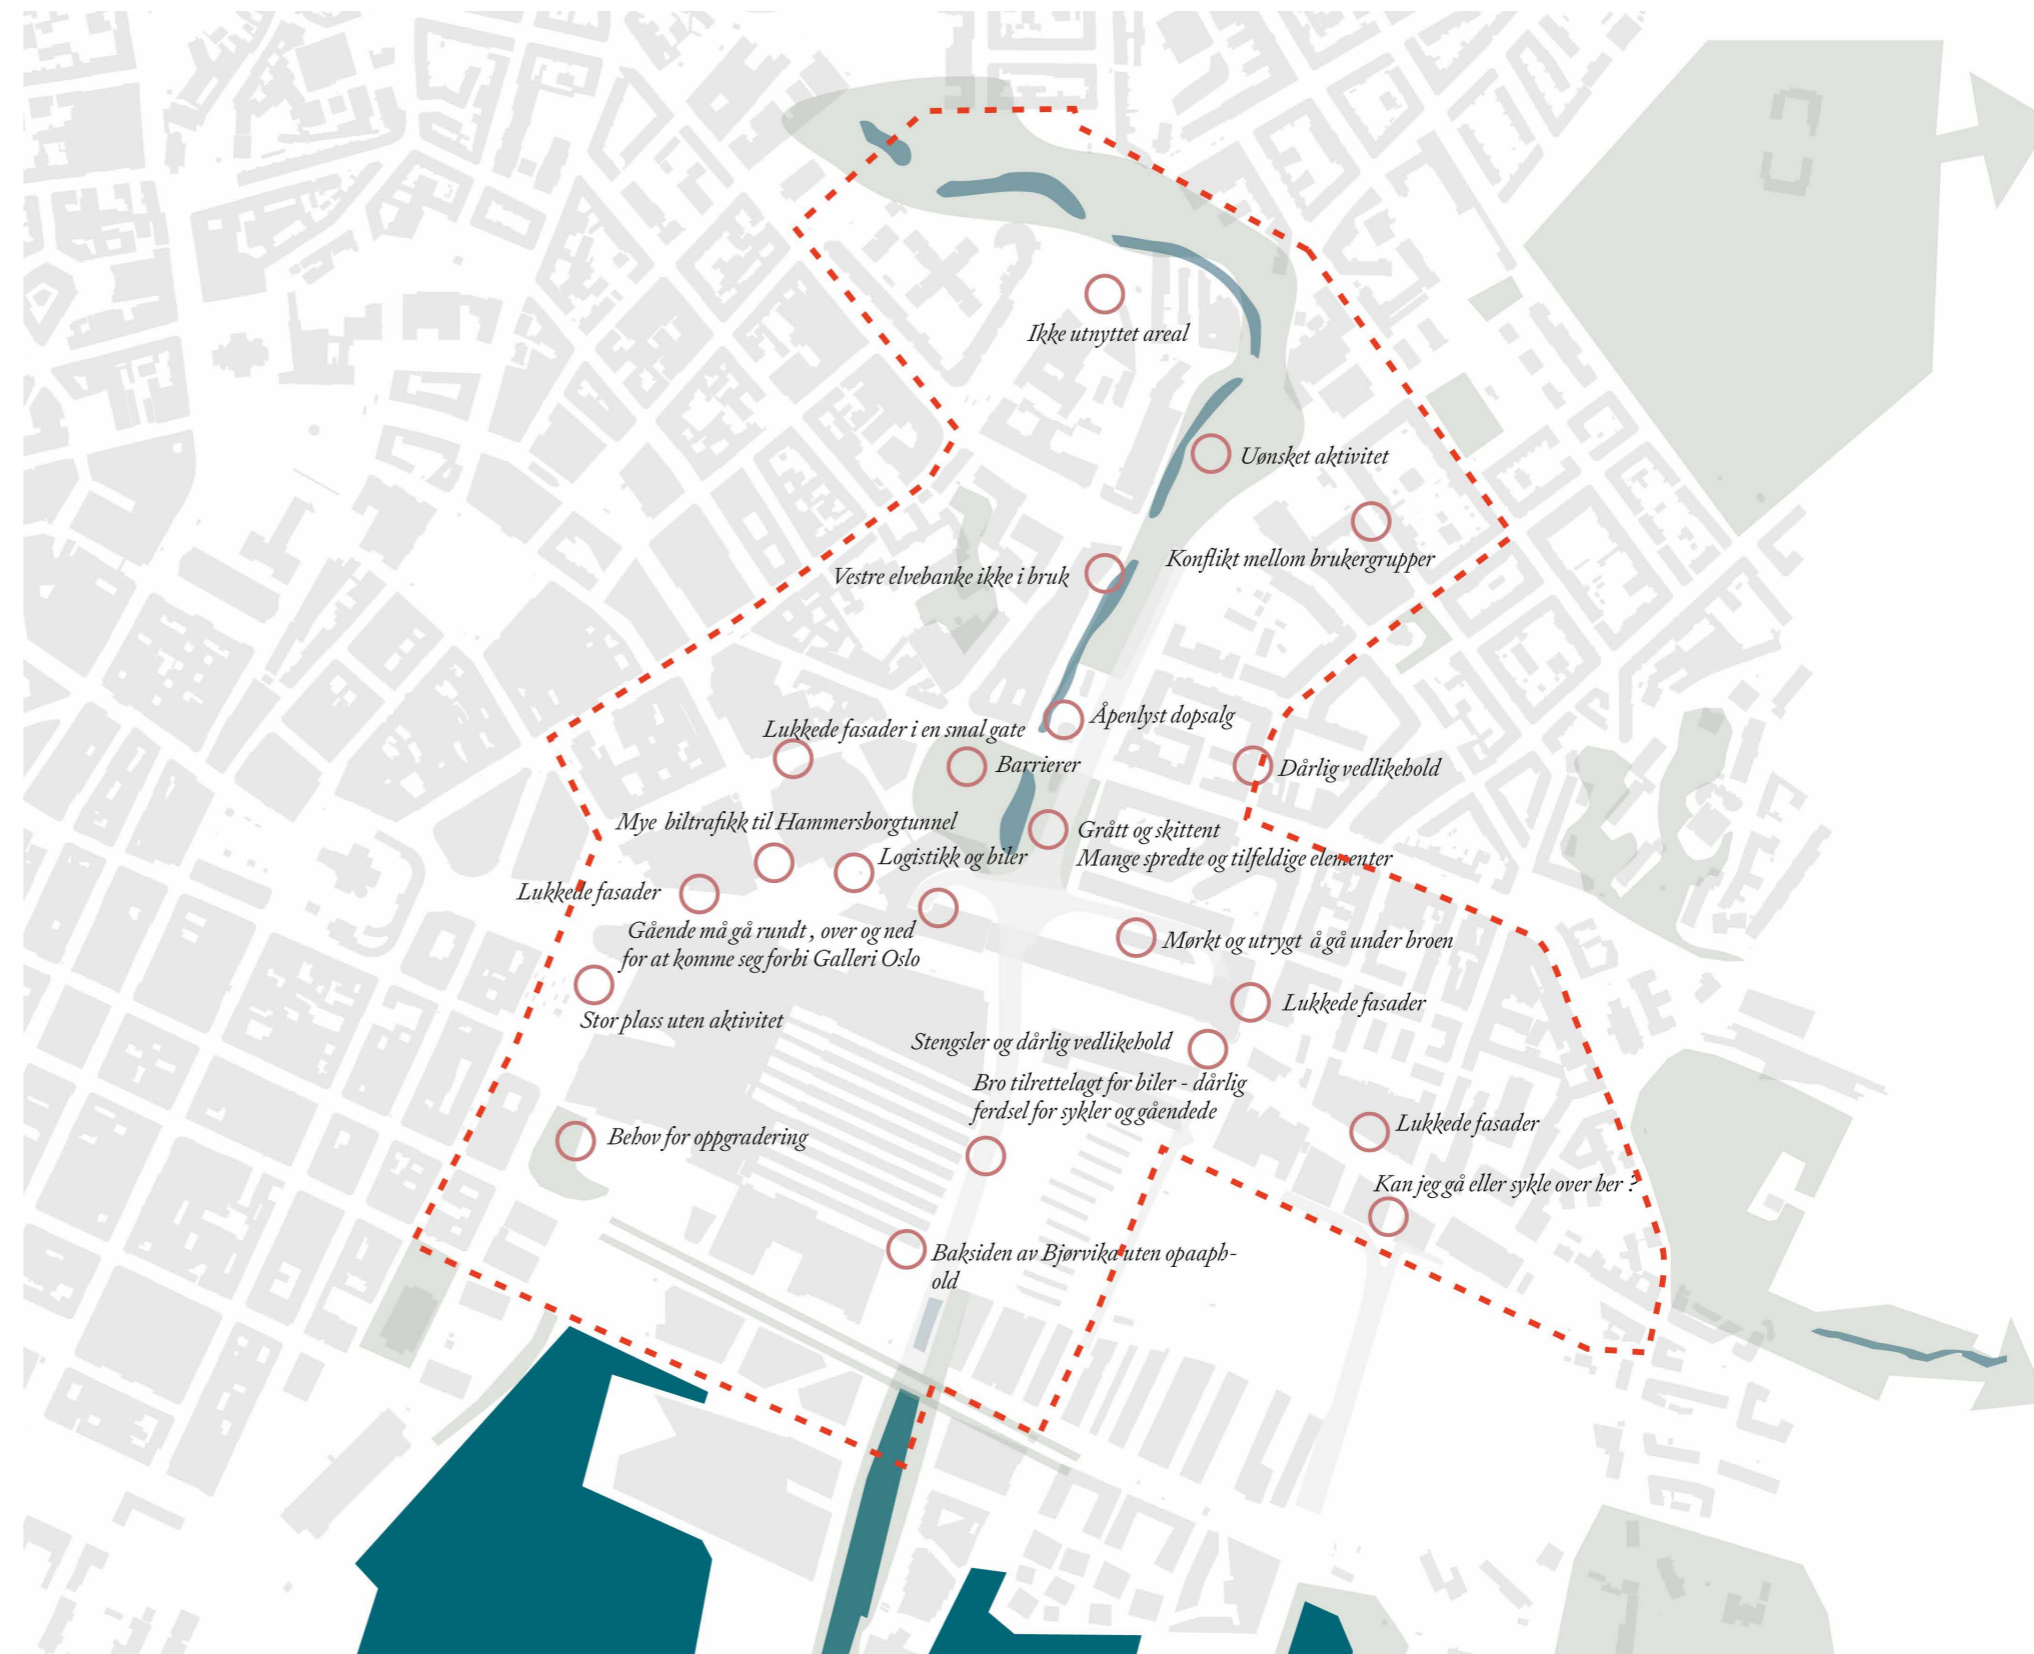 Ikke utnyttet areal
Uønsket aktivitet
Konflikt mellom brukergrupper
Vestre elvebanke ikke i bruk
Åpenlyst dopsalg
Lukkede fasader i en smal gate
Barrierer
Dårlig vedlikehold
Mye biltrafikk til Hammersborgtunnel
Grått og skittent
Mange spredte og tilfeldige elementer
Logistikk og biler
Lukkede fasader
Gående må gå rundt , over og ned
for at komme seg forbi Galleri Oslo
Mørkt og utrygt å gå under broen
Lukkede fasader
Stor plass uten aktivitet
Stengsler og dårlig vedlikehold
Bro tilrettelagt for biler - dårlig
ferdsel for sykler og gåendede
Lukkede fasader
Behov for oppgradering
Kan jeg gå eller sykle over her ?
Baksiden av Bjørvika uten opaaph-
old